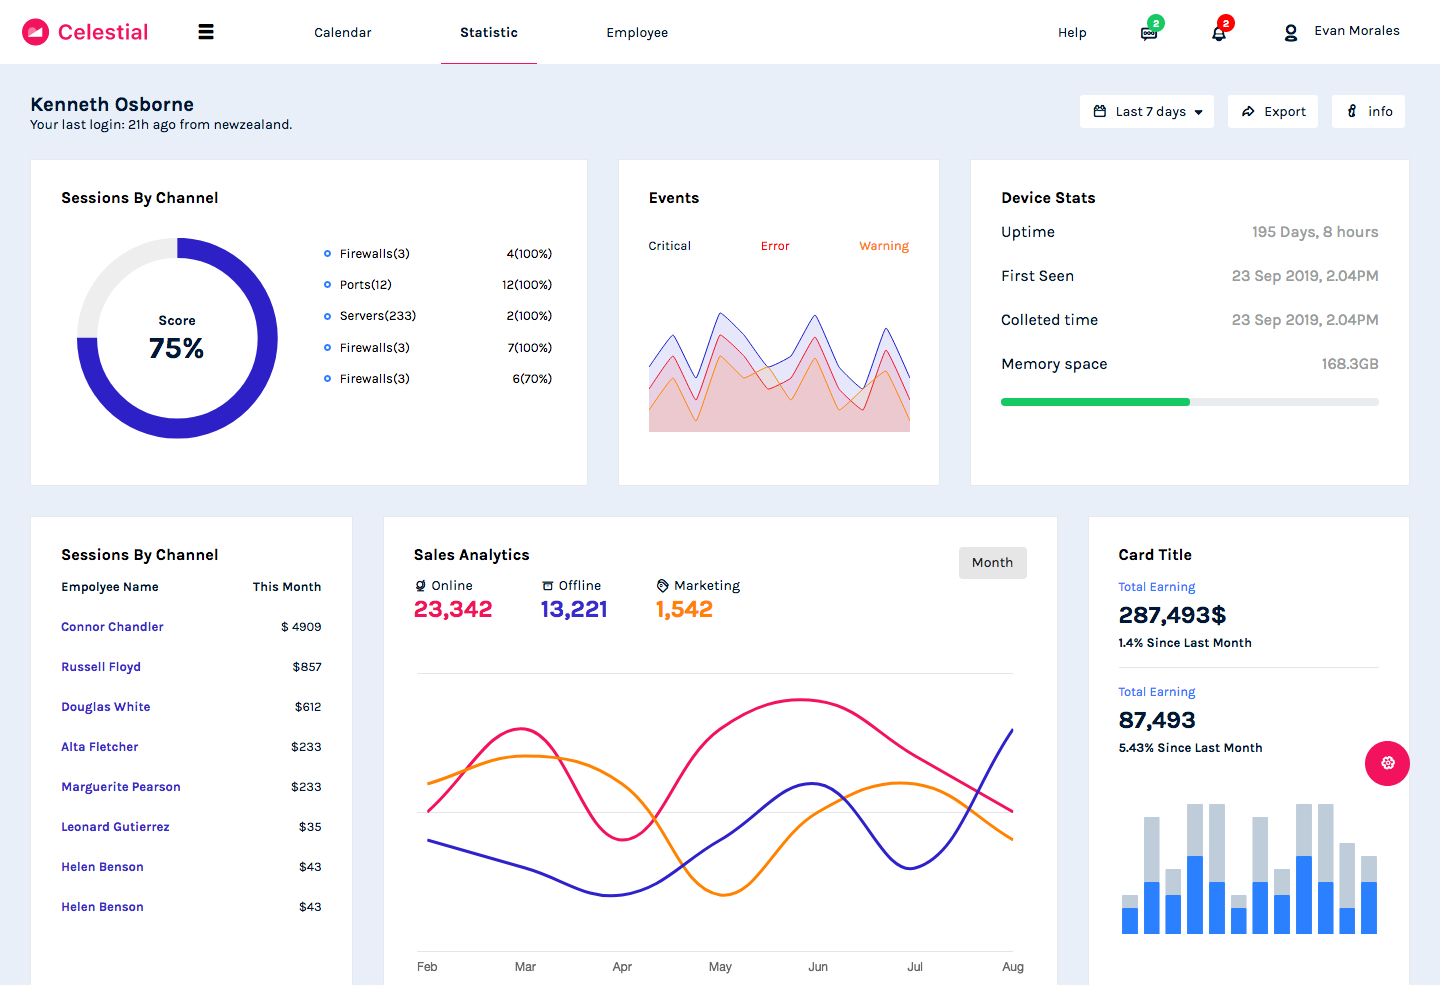 Celestial
Calendar
Statistic
Employee
Help
2
2
Evan Morales
Kenneth Osborne
Your last login: 21h ago from newzealand.
Last 7 days
Export
info
Sessions By Channel
Score
75%
Firewalls(3) 4(100%)
Ports(12) 12(100%)
Servers(233) 2(100%)
Firewalls(3) 7(100%)
Firewalls(3) 6(70%)
Events
Critical Error Warning
Device Stats
Uptime 195 Days, 8 hours
First Seen 23 Sep 2019, 2.04PM
Colleted time 23 Sep 2019, 2.04PM
Memory space 168.3GB
Sessions By Channel
Empolyee Name This Month
Connor Chandler $ 4909
Russell Floyd $857
Douglas White $612
Alta Fletcher $233
Marguerite Pearson $233
Leonard Gutierrez $35
Helen Benson $43
Helen Benson $43
Sales Analytics
Month
Online Offline Marketing
23,342 13,221 1,542
Feb Mar Apr May Jun Jul Aug
Card Title
Total Earning
287,493$
1.4% Since Last Month
Total Earning
87,493
5.43% Since Last Month